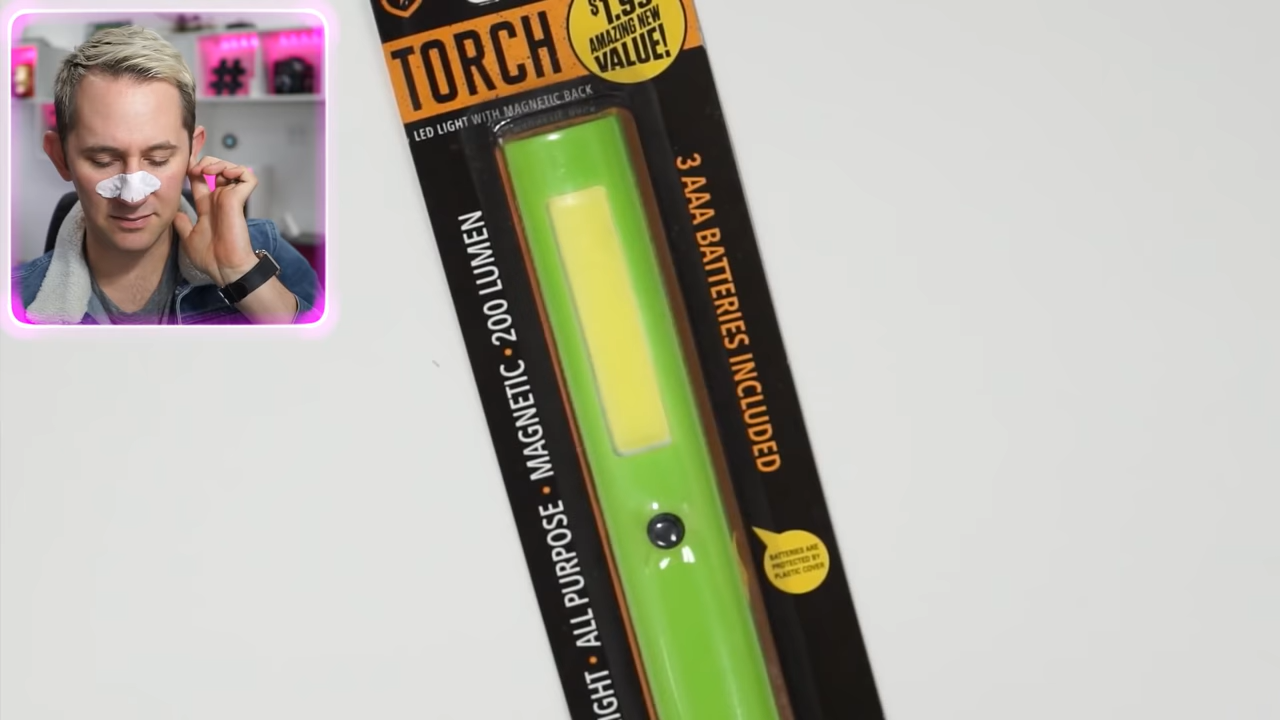 $1.99
AMAZING NEW
VALUE!
TORCH
LED LIGHT WITH MAGNETIC BACK
ALL PURPOSE • MAGNETIC • 200 LUMEN
3 AAA BATTERIES INCLUDED
BATTERIES ARE
PROTECTED BY
PLASTIC COVER
#